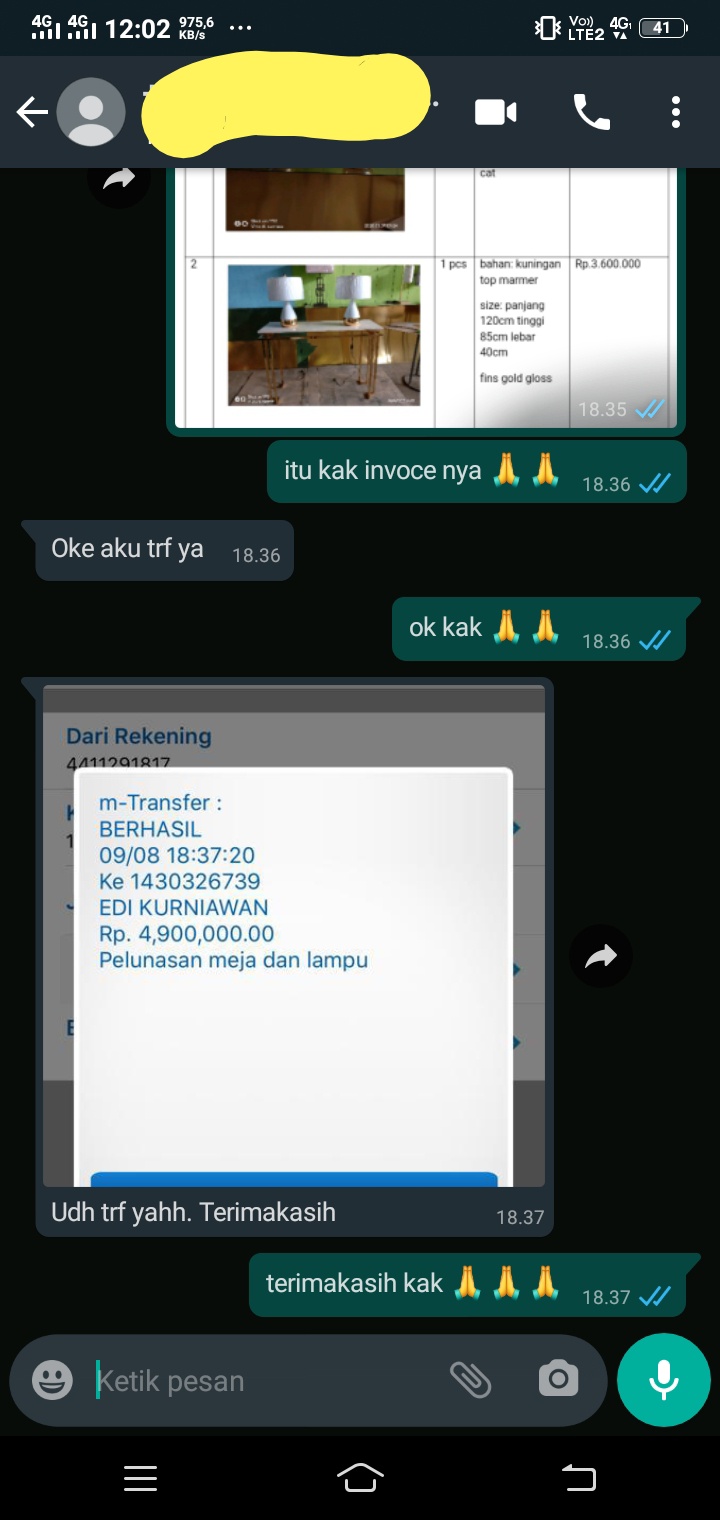 4G 4G 12:02 975,6 KB/s ... Vo)) LTE2 4G 41
cat
2 1 pcs bahan: kuningan Rp.3.600.000
top marmer
size: panjang
120cm tinggi
85cm lebar
40cm
fins gold gloss
18.35
itu kak invoce nya 🙏 🙏 18.36
Oke aku trf ya 18.36
ok kak 🙏 🙏 18.36
Dari Rekening
4411291817
m-Transfer :
BERHASIL
09/08 18:37:20
Ke 1430326739
EDI KURNIAWAN
Rp. 4,900,000.00
Pelunasan meja dan lampu
Udh trf yahh. Terimakasih 18.37
terimakasih kak 🙏 🙏 🙏 18.37
Ketik pesan